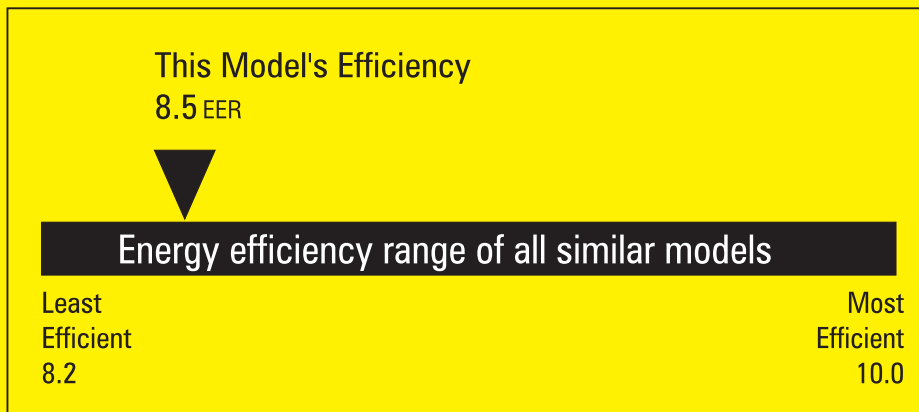 This Model's Efficiency
8.5 EER
Energy efficiency range of all similar models
Least
Efficient
8.2
Most
Efficient
10.0